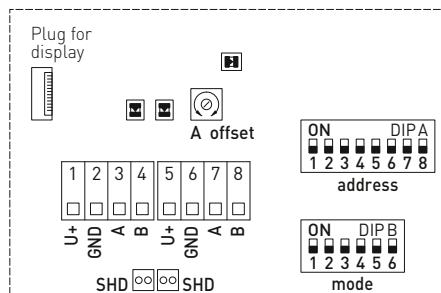 Plug for
display
A offset
ON DIP A
1 2 3 4 5 6 7 8
address
1 2 3 4 5 6 7 8
U+ GND A B U+ GND A B
ON DIP B
1 2 3 4 5 6
mode
SHD SHD